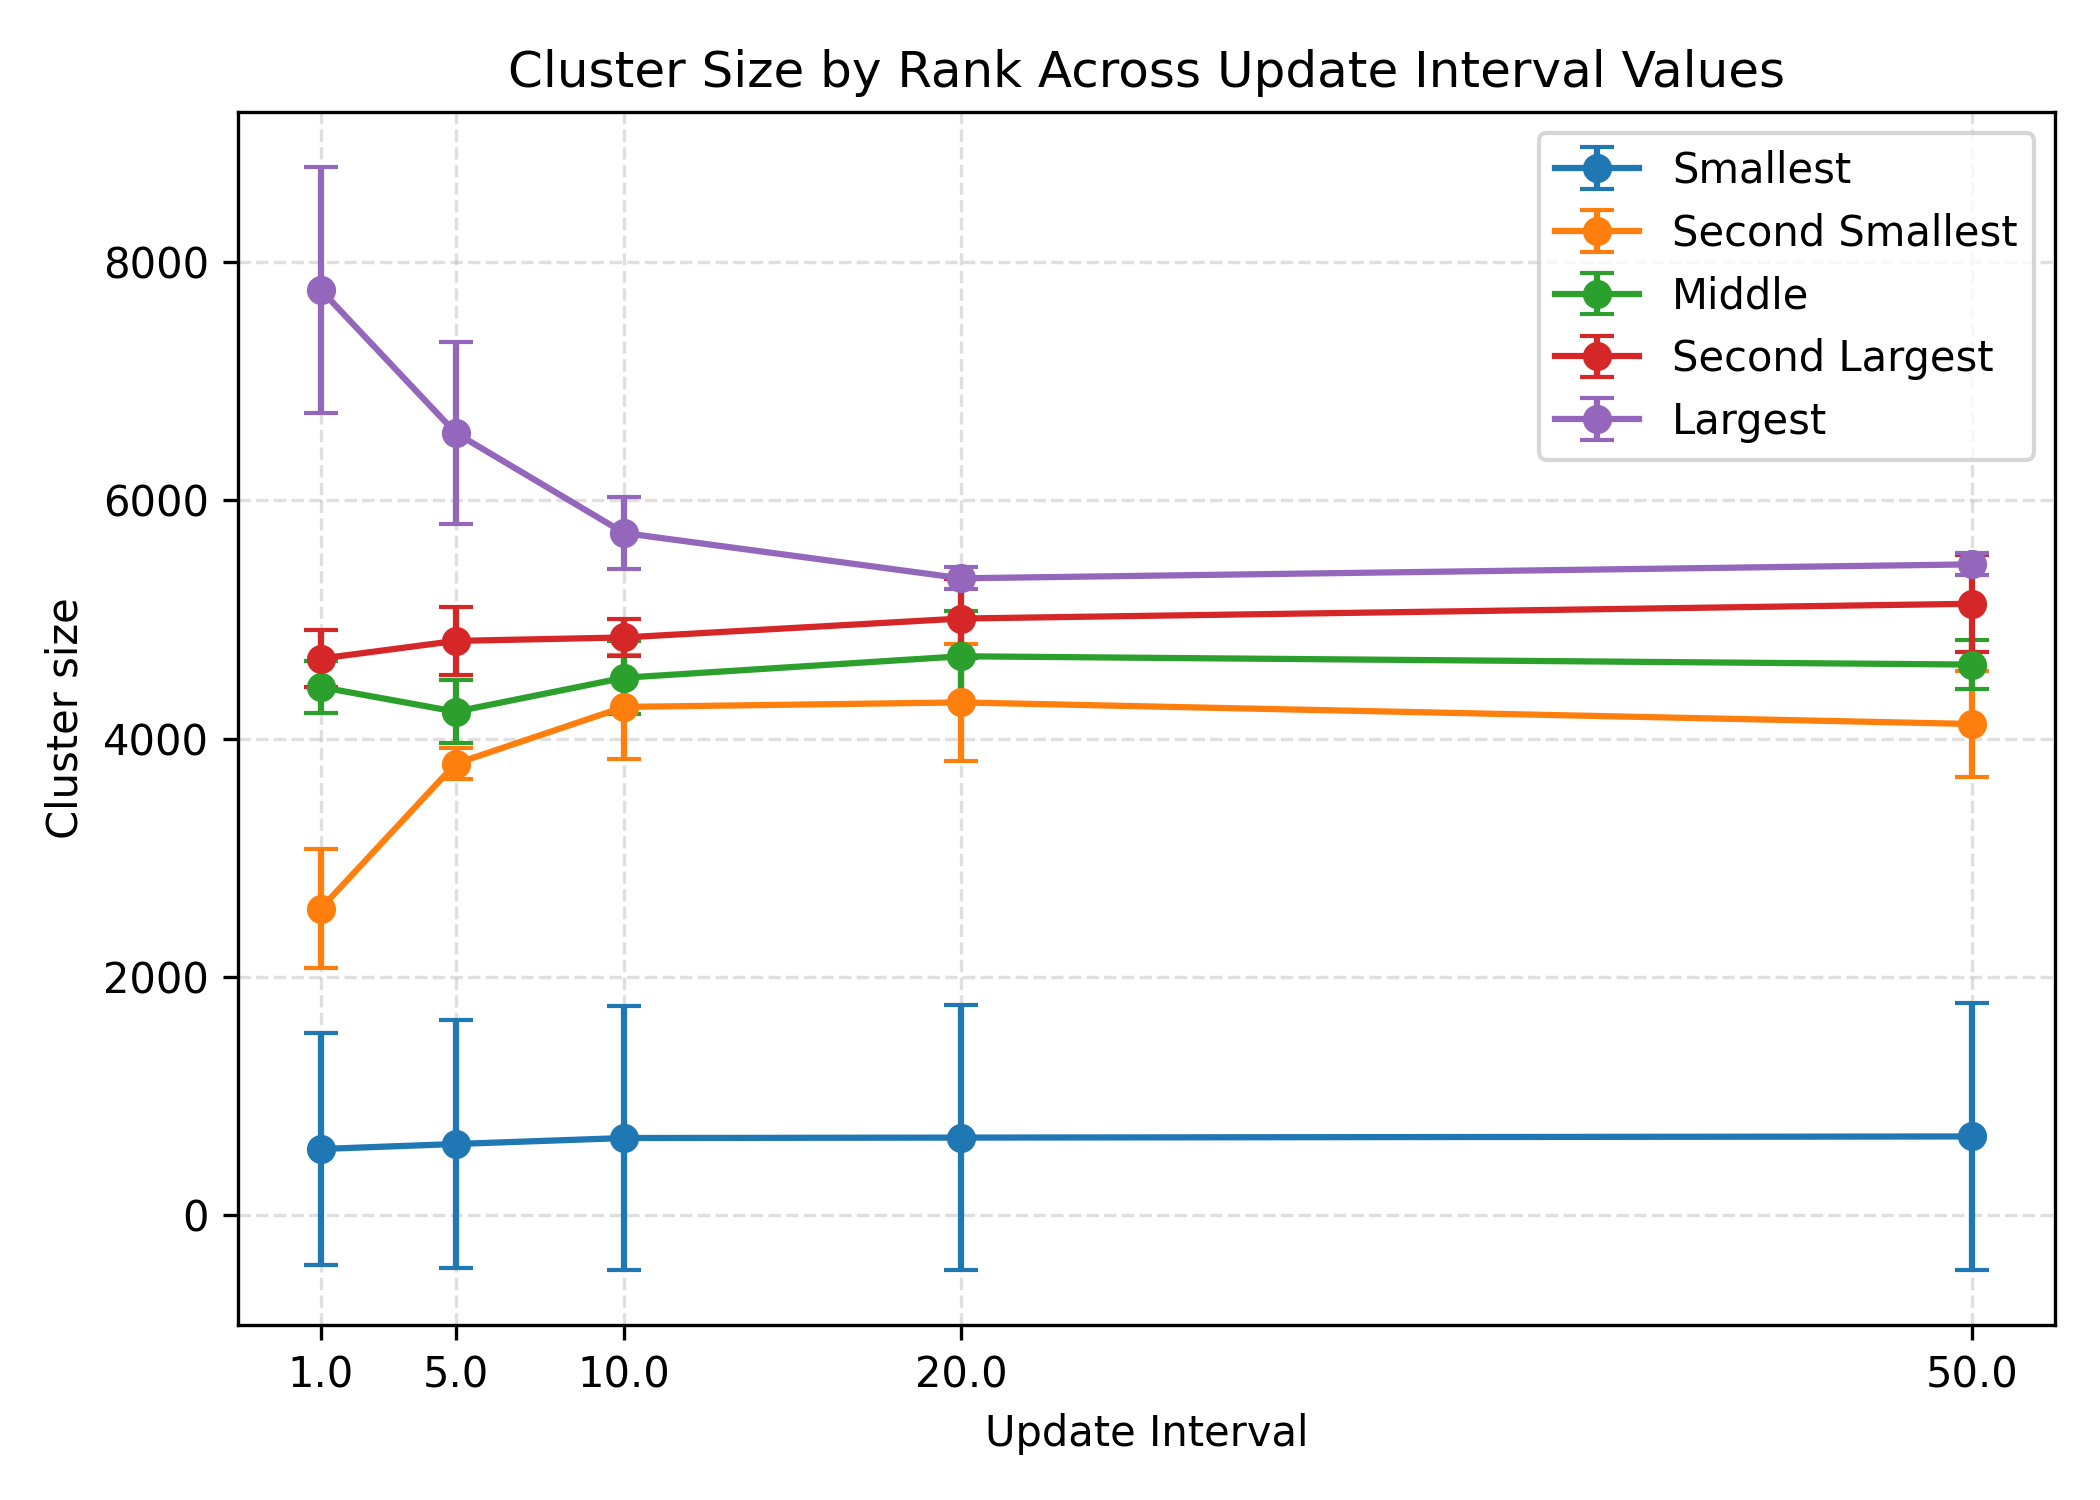 Cluster Size by Rank Across Update Interval Values
Smallest
Second Smallest
Middle
Second Largest
Largest
Cluster size
8000
6000
4000
2000
0
1.0 5.0 10.0 20.0 50.0
Update Interval